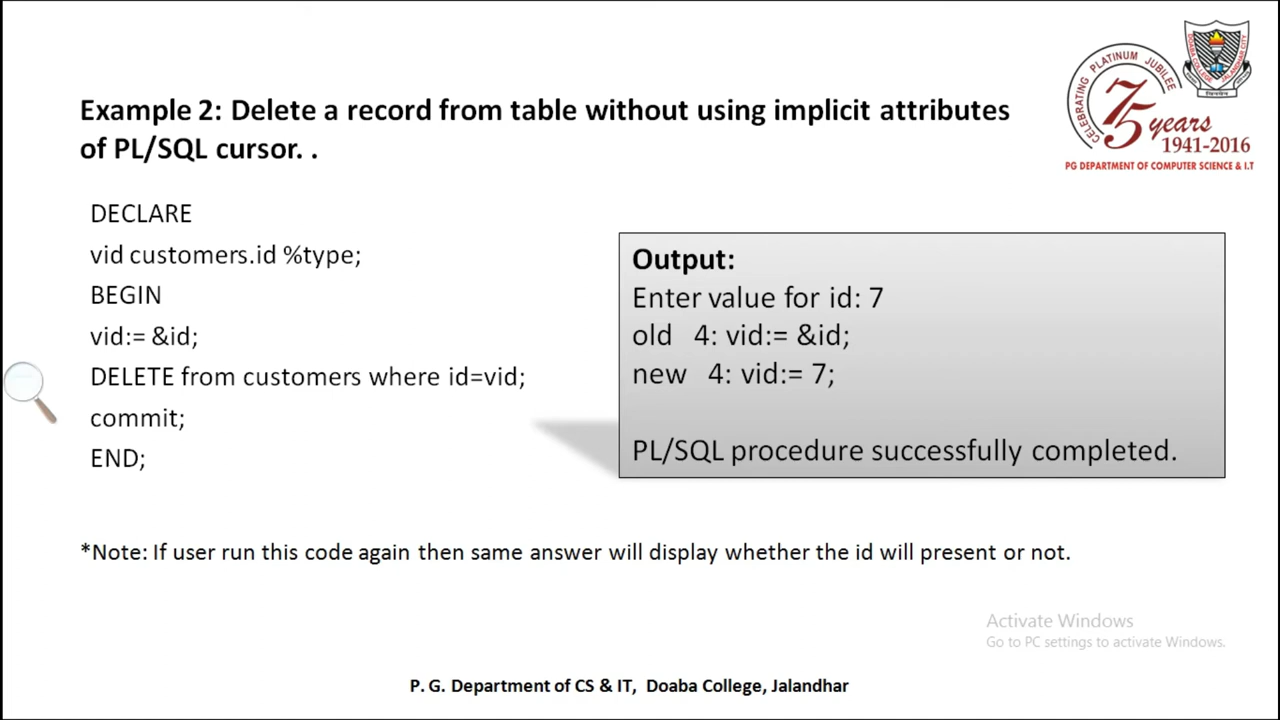 CELEBRATING PLATINUM JUBILEE
75 years
1941-2016
PG DEPARTMENT OF COMPUTER SCIENCE & I.T
Example 2: Delete a record from table without using implicit attributes
of PL/SQL cursor. .
DECLARE
vid customers.id %type;
BEGIN
vid:= &id;
DELETE from customers where id=vid;
commit;
END;
Output:
Enter value for id: 7
old 4: vid:= &id;
new 4: vid:= 7;
PL/SQL procedure successfully completed.
*Note: If user run this code again then same answer will display whether the id will present or not.
Activate Windows
Go to PC settings to activate Windows.
P. G. Department of CS & IT, Doaba College, Jalandhar